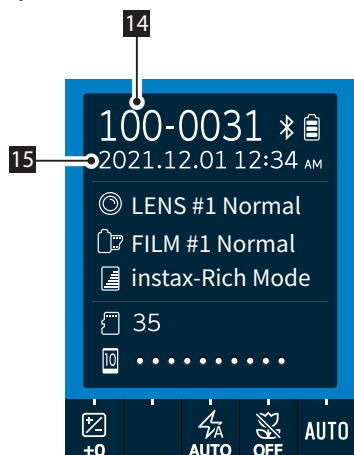 14
100-0031
15
2021.12.01 12:34 AM
LENS #1 Normal
FILM #1 Normal
instax-Rich Mode
35
10
±0 A AUTO OFF AUTO